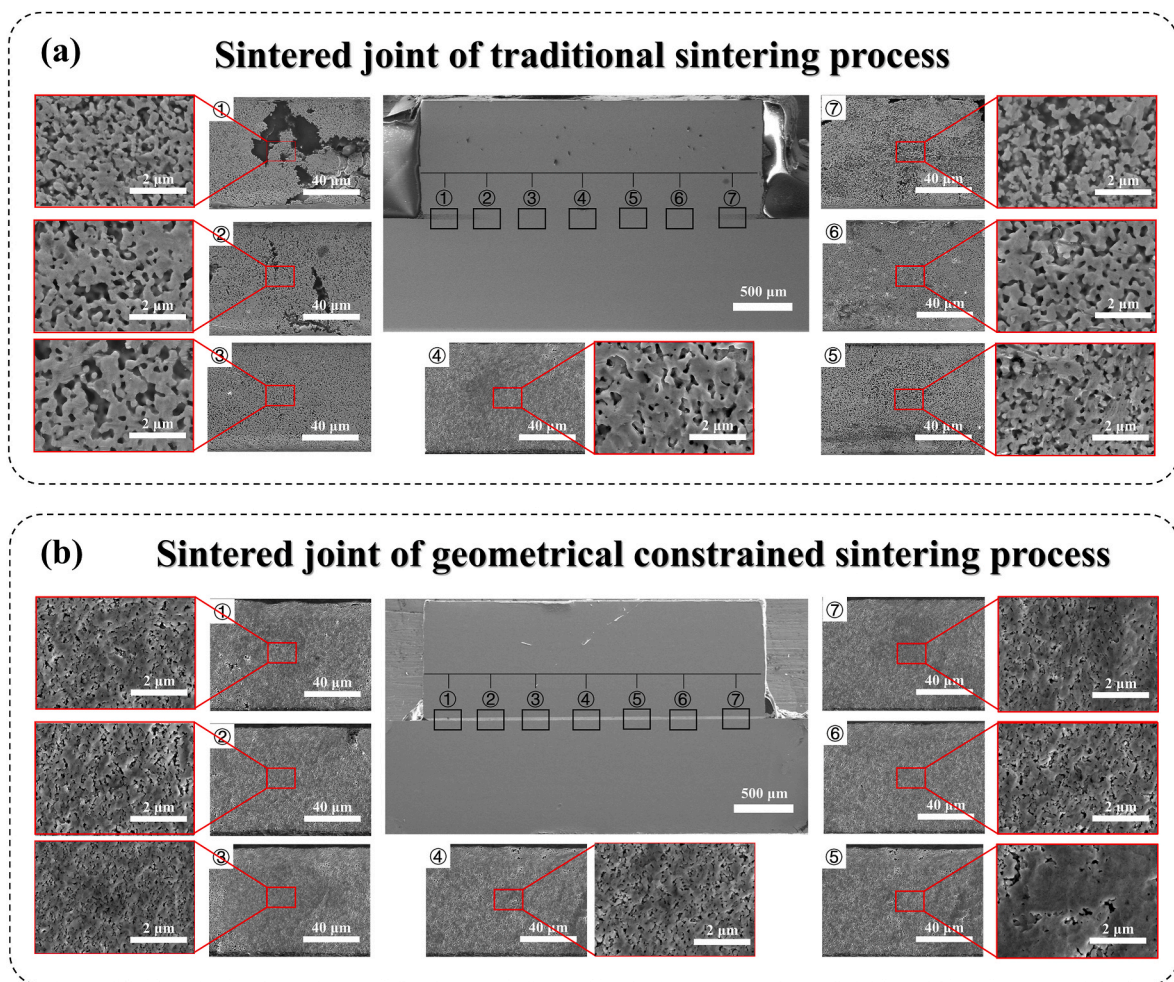 (a) Sintered joint of traditional sintering process
① ⑦
2 μm 40 μm 40 μm 2 μm
① ② ③ ④ ⑤ ⑥ ⑦
② ⑥
2 μm 40 μm 500 μm 40 μm 2 μm
③ ④ ⑤
2 μm 40 μm 40 μm 2 μm 40 μm 2 μm
(b) Sintered joint of geometrical constrained sintering process
① ⑦
2 μm 40 μm 40 μm 2 μm
① ② ③ ④ ⑤ ⑥ ⑦
② ⑥
2 μm 40 μm 500 μm 40 μm 2 μm
③ ④ ⑤
2 μm 40 μm 40 μm 2 μm 40 μm 2 μm